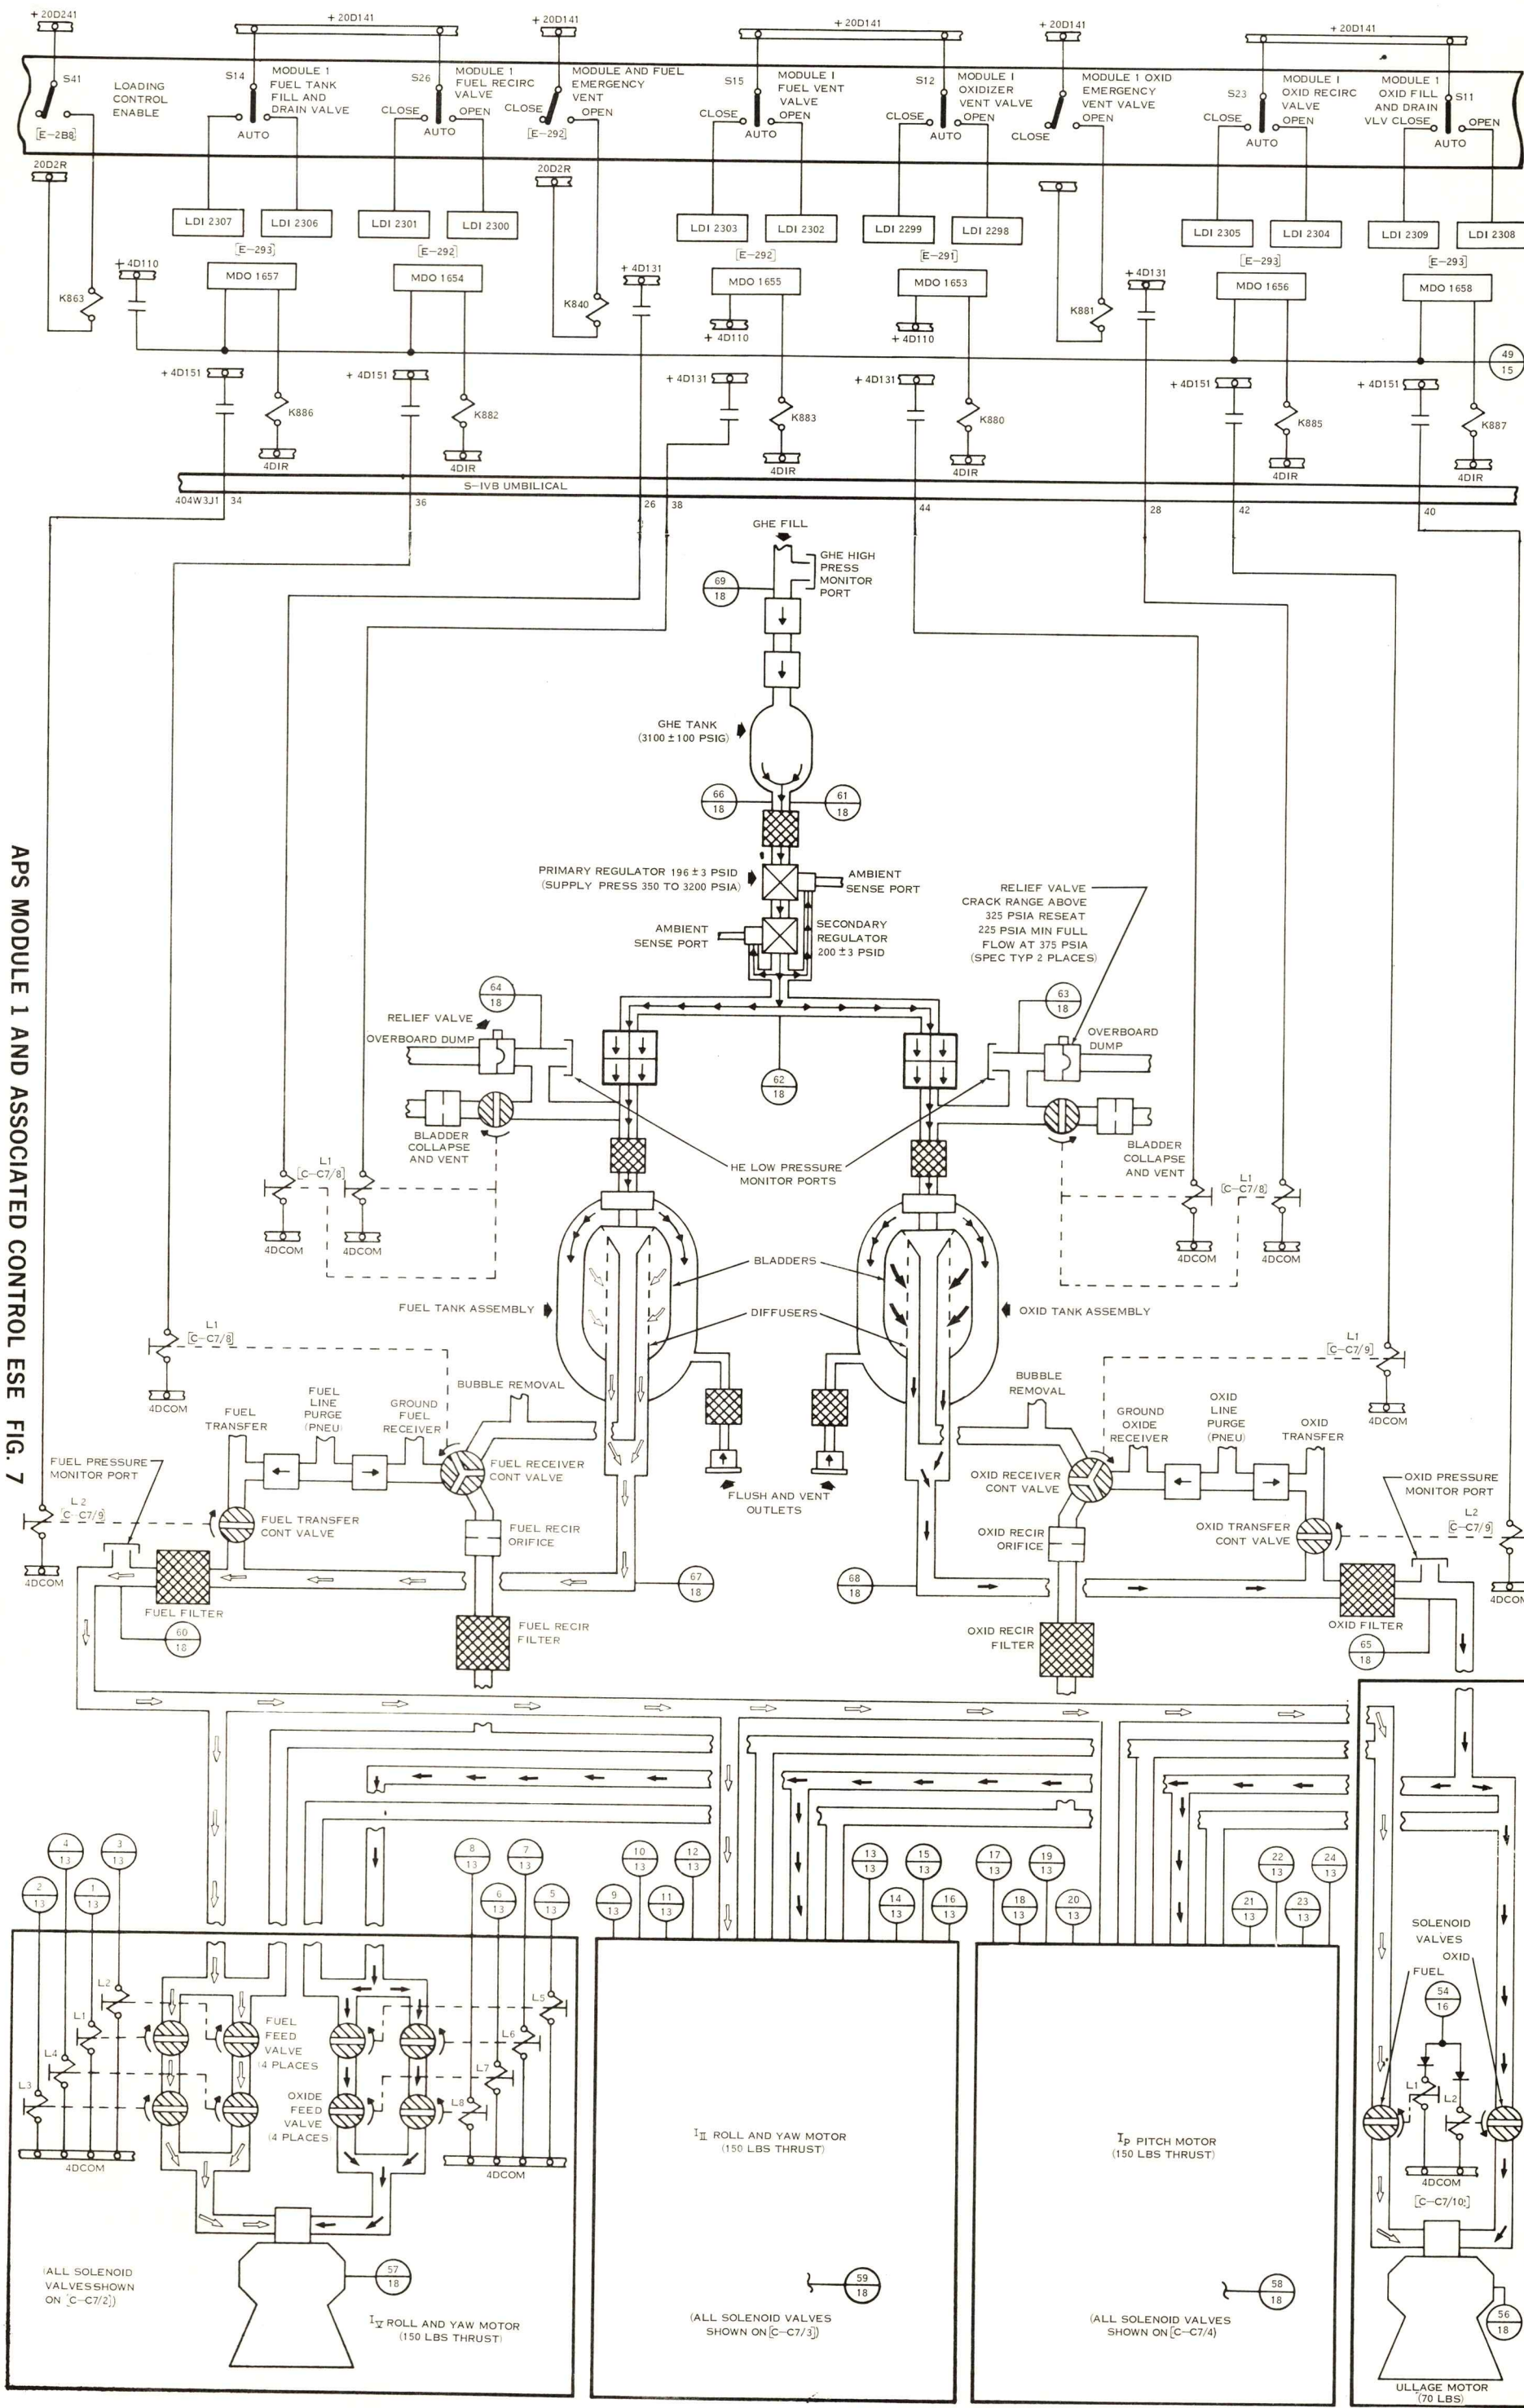 + 20D241
+ 20D141
+ 20D141
+ 20D141
+ 20D141
+ 20D141
S41
LOADING
CONTROL
ENABLE
[E-2B8]
S14
MODULE 1
FUEL TANK
FILL AND
DRAIN VALVE
AUTO
S26
MODULE 1
FUEL RECIRC
VALVE
CLOSE
OPEN
AUTO
MODULE AND FUEL
EMERGENCY
VENT
CLOSE
OPEN
[E-292]
S15
MODULE I
FUEL VENT
VALVE
CLOSE
OPEN
AUTO
S12
MODULE I
OXIDIZER
VENT VALVE
CLOSE
OPEN
AUTO
MODULE 1 OXID
EMERGENCY
VENT VALVE
OPEN
CLOSE
S23
MODULE I
OXID RECIRC
VALVE
CLOSE
OPEN
AUTO
MODULE 1
OXID FILL
AND DRAIN
VLV CLOSE
S11
OPEN
AUTO
20D2R
20D2R
LDI 2307
LDI 2306
LDI 2301
LDI 2300
LDI 2303
LDI 2302
LDI 2299
LDI 2298
LDI 2305
LDI 2304
LDI 2309
LDI 2308
[E-293]
[E-292]
[E-292]
[E-291]
[E-293]
[E-293]
+ 4D110
MDO 1657
MDO 1654
+ 4D131
MDO 1655
MDO 1653
+ 4D131
MDO 1656
MDO 1658
K863
K840
K881
+ 4D110
+ 4D110
49
15
+ 4D151
+ 4D151
+ 4D131
+ 4D131
+ 4D151
+ 4D151
K886
K882
K883
K880
K885
K887
4DIR
4DIR
4DIR
4DIR
4DIR
4DIR
S-IVB UMBILICAL
404W3J1
34
36
26
38
44
28
42
40
GHE FILL
GHE HIGH
PRESS
MONITOR
PORT
69
18
GHE TANK
(3100 ± 100 PSIG)
66
18
61
18
PRIMARY REGULATOR 196 ± 3 PSID
(SUPPLY PRESS 350 TO 3200 PSIA)
AMBIENT
SENSE PORT
AMBIENT
SENSE PORT
SECONDARY
REGULATOR
200 ± 3 PSID
RELIEF VALVE
CRACK RANGE ABOVE
325 PSIA RESEAT
225 PSIA MIN FULL
FLOW AT 375 PSIA
(SPEC TYP 2 PLACES)
64
18
63
18
RELIEF VALVE
OVERBOARD DUMP
OVERBOARD
DUMP
62
18
BLADDER
COLLAPSE
AND VENT
BLADDER
COLLAPSE
AND VENT
HE LOW PRESSURE
MONITOR PORTS
L1
[C-C7/8]
L1
[C-C7/8]
4DCOM
4DCOM
4DCOM
4DCOM
BLADDERS
DIFFUSERS
FUEL TANK ASSEMBLY
OXID TANK ASSEMBLY
L1
[C-C7/8]
4DCOM
L1
[C-C7/9]
4DCOM
BUBBLE REMOVAL
FUEL
TRANSFER
FUEL
LINE
PURGE
(PNEU)
GROUND
FUEL
RECEIVER
FUEL RECEIVER
CONT VALVE
FUEL PRESSURE
MONITOR PORT
L2
[C-C7/9]
4DCOM
FUEL TRANSFER
CONT VALVE
FUEL RECIR
ORIFICE
FUEL FILTER
60
18
FUEL RECIR
FILTER
67
18
FLUSH AND VENT
OUTLETS
68
18
BUBBLE
REMOVAL
GROUND
OXIDE
RECEIVER
OXID
LINE
PURGE
(PNEU)
OXID
TRANSFER
OXID RECEIVER
CONT VALVE
OXID RECIR
ORIFICE
OXID TRANSFER
CONT VALVE
OXID PRESSURE
MONITOR PORT
L2
[C-C7/9]
4DCOM
OXID FILTER
65
18
OXID RECIR
FILTER
4
13
3
13
2
13
1
13
8
13
7
13
6
13
5
13
10
13
12
13
9
13
11
13
13
13
15
13
14
13
16
13
17
13
19
13
18
13
20
13
22
13
24
13
21
13
23
13
L2
L1
L4
L3
L5
L6
L7
L8
FUEL
FEED
VALVE
(4 PLACES
OXIDE
FEED
VALVE
(4 PLACES)
4DCOM
4DCOM
(ALL SOLENOID
VALVES SHOWN
ON [C-C7/2])
57
18
I IV ROLL AND YAW MOTOR
(150 LBS THRUST)
I II ROLL AND YAW MOTOR
(150 LBS THRUST)
59
18
(ALL SOLENOID VALVES
SHOWN ON [C-C7/3])
Ip PITCH MOTOR
(150 LBS THRUST)
58
18
(ALL SOLENOID VALVES
SHOWN ON [C-C7/4)
SOLENOID
VALVES
OXID
FUEL
54
16
L1
L2
4DCOM
[C-C7/10]
56
18
ULLAGE MOTOR
(70 LBS)
APS MODULE 1 AND ASSOCIATED CONTROL ESE FIG. 7